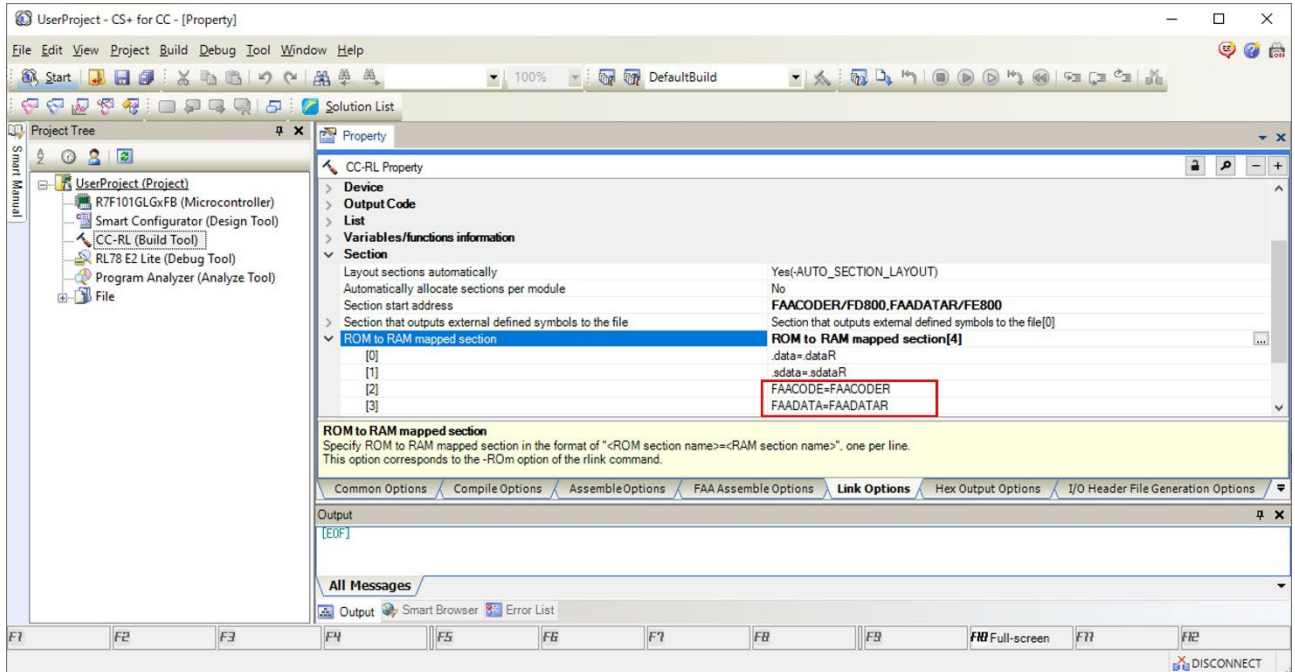 UserProject - CS+ for CC - [Property]
File Edit View Project Build Debug Tool Window Help
Start 100% DefaultBuild
Solution List
Smart Manual
Project Tree
UserProject (Project)
R7F101GLGxFB (Microcontroller)
Smart Configurator (Design Tool)
CC-RL (Build Tool)
RL78 E2 Lite (Debug Tool)
Program Analyzer (Analyze Tool)
File
Property
CC-RL Property
Device
Output Code
List
Variables/functions information
Section
Layout sections automatically Yes(-AUTO_SECTION_LAYOUT)
Automatically allocate sections per module No
Section start address FAACODER/FD800,FAADATAR/FE800
Section that outputs external defined symbols to the file Section that outputs external defined symbols to the file[0]
ROM to RAM mapped section ROM to RAM mapped section[4]
[0] .data=.dataR
[1] .sdata=.sdataR
[2] FAACODE=FAACODER
[3] FAADATA=FAADATAR
ROM to RAM mapped section
Specify ROM to RAM mapped section in the format of "<ROM section name>=<RAM section name>", one per line.
This option corresponds to the -ROm option of the rlink command.
Common Options Compile Options Assemble Options FAA Assemble Options Link Options Hex Output Options I/O Header File Generation Options
Output
[EOF]
All Messages
Output Smart Browser Error List
F1 F2 F3 F4 F5 F6 F7 F8 F9 F10 Full-screen F11 F12
DISCONNECT